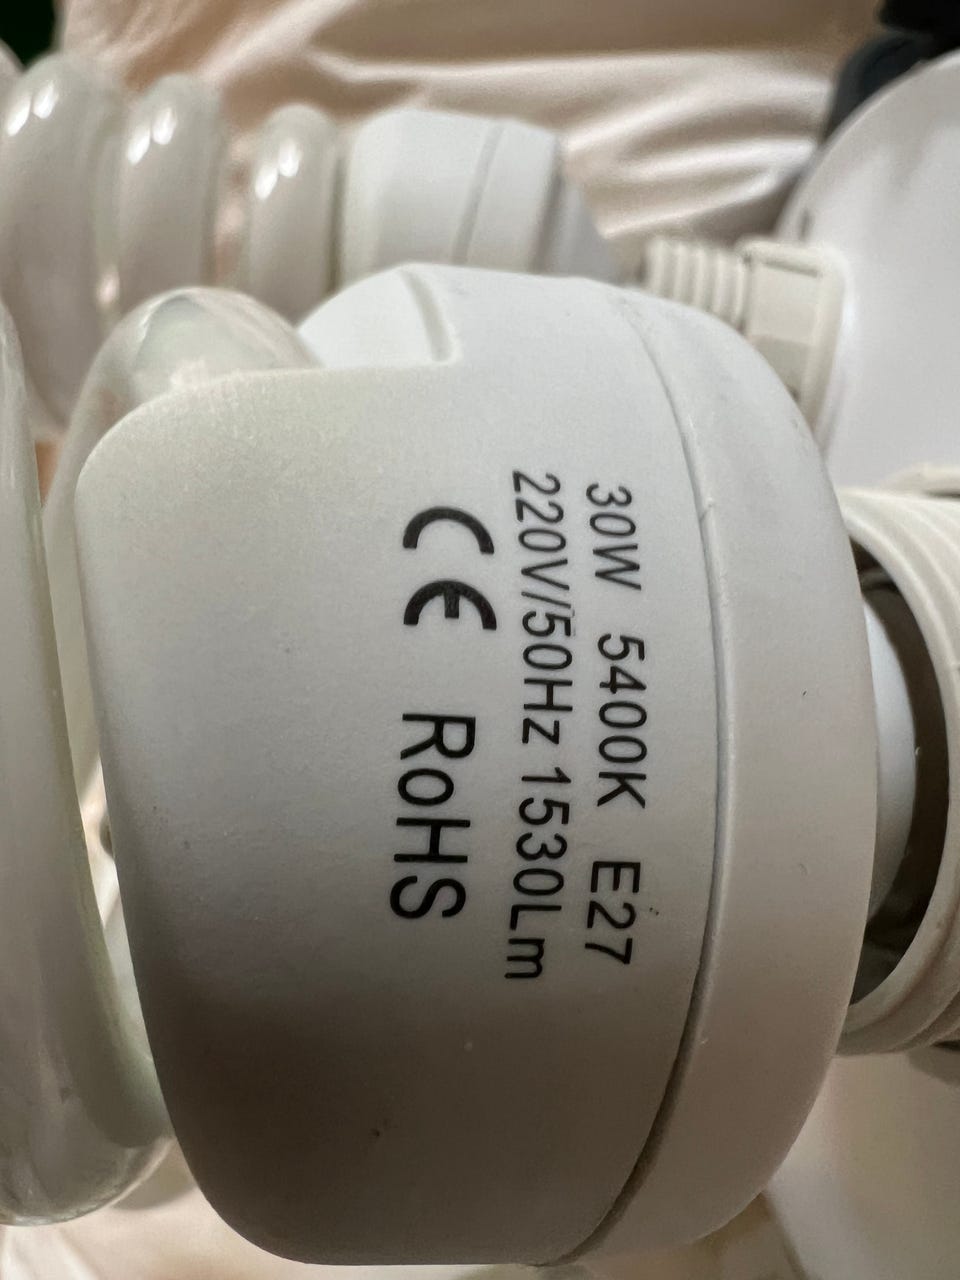 30W 5400K E27
220V/50Hz 1530Lm
CE RoHS